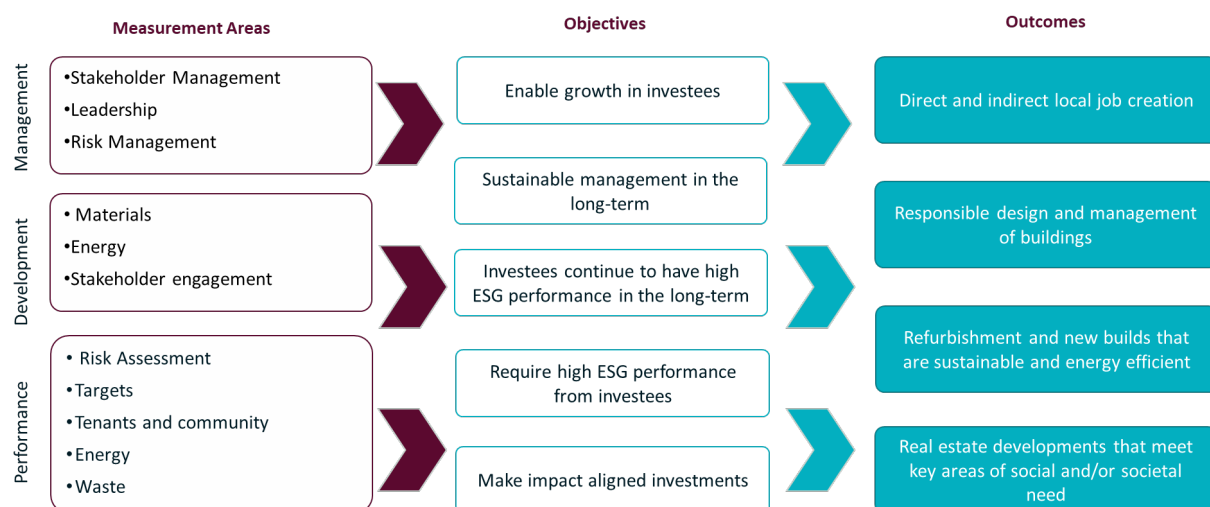 Measurement Areas
Objectives
Outcomes
Management
•Stakeholder Management
•Leadership
•Risk Management
Development
• Materials
•Energy
•Stakeholder engagement
Performance
• Risk Assessment
•Targets
•Tenants and community
•Energy
•Waste
Enable growth in investees
Sustainable management in the
long-term
Investees continue to have high
ESG performance in the long-term
Require high ESG performance
from investees
Make impact aligned investments
Direct and indirect local job creation
Responsible design and management
of buildings
Refurbishment and new builds that
are sustainable and energy efficient
Real estate developments that meet
key areas of social and/or societal
need